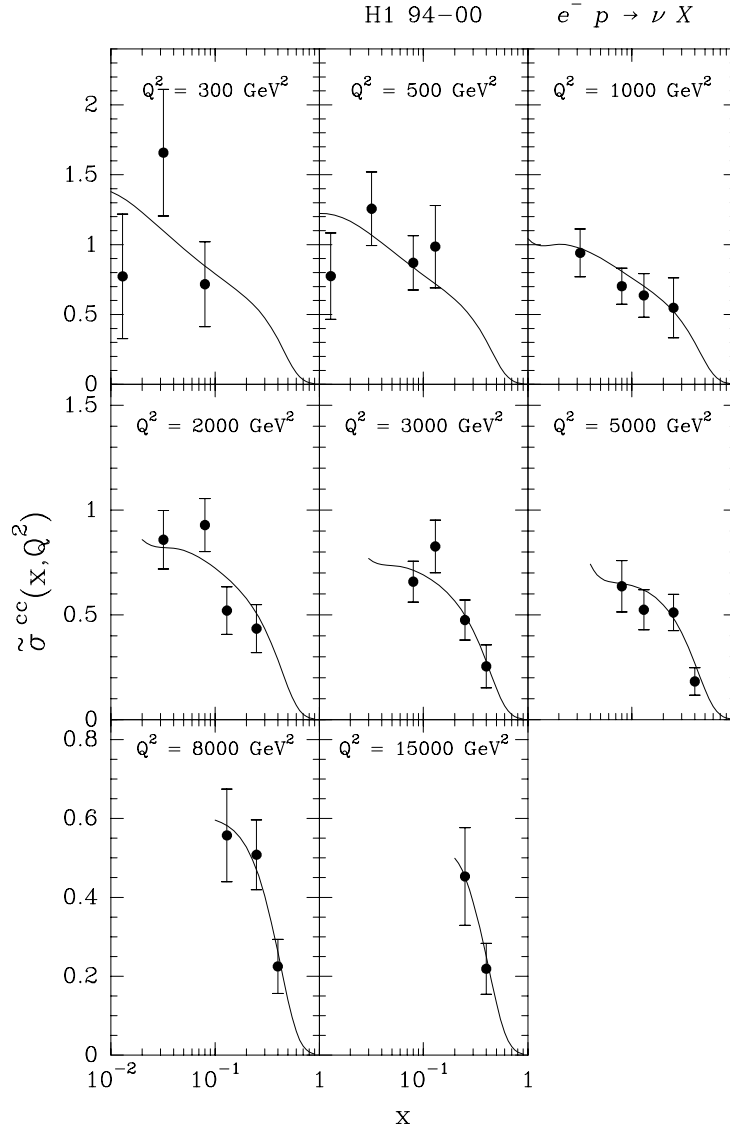 H1 94−00 e⁻ p → ν X
Q² = 300 GeV² Q² = 500 GeV² Q² = 1000 GeV²
2
1.5
1
0.5
0
Q² = 2000 GeV² Q² = 3000 GeV² Q² = 5000 GeV²
1.5
1
0.5
0
σ̃ ᶜᶜ(x,Q²)
Q² = 8000 GeV² Q² = 15000 GeV²
0.8
0.6
0.4
0.2
0
10⁻² 10⁻¹ 1 10⁻¹ 1
x